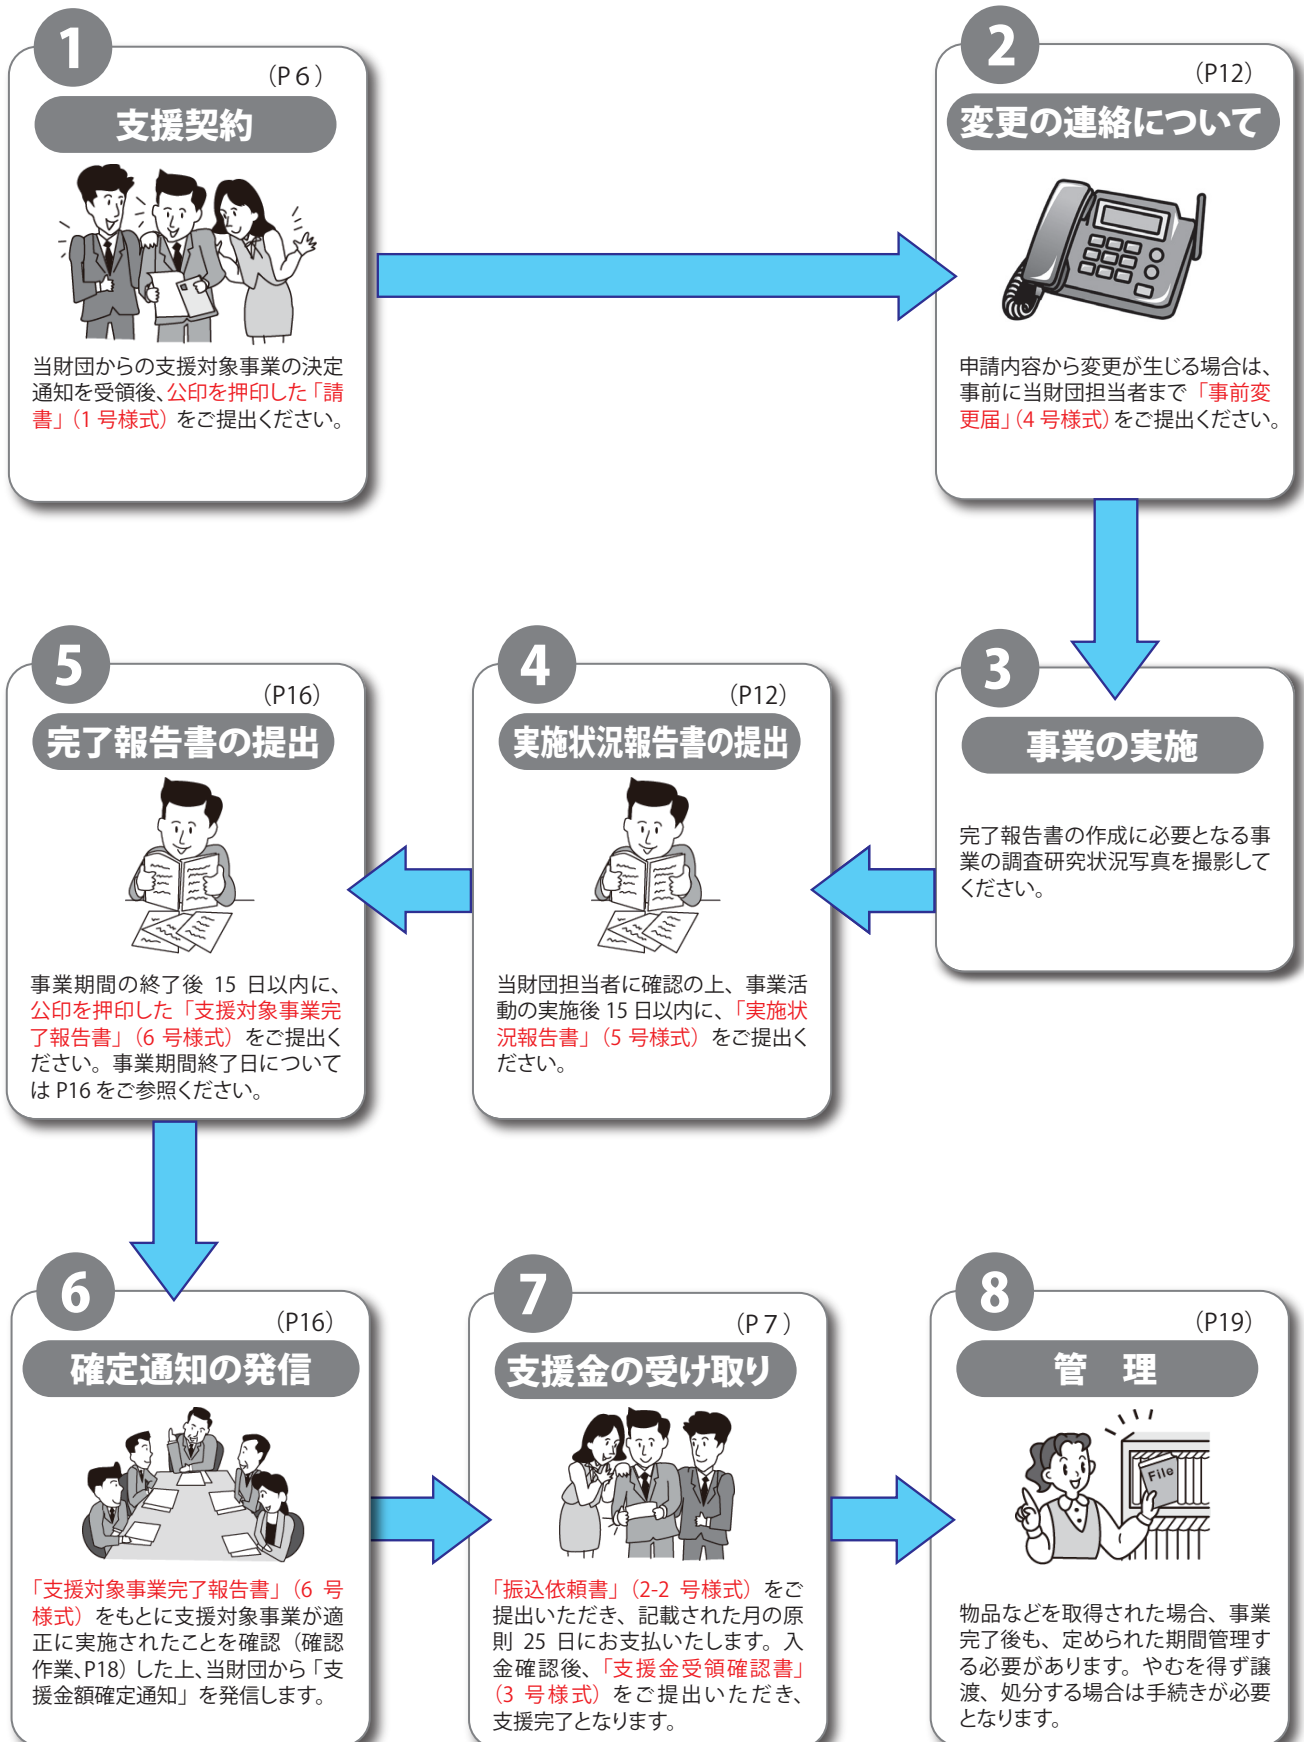 1
（P 6）
支援契約
当財団からの支援対象事業の決定
通知を受領後、公印を押印した「請
書」（1 号様式）をご提出ください。
2
（P12）
変更の連絡について
申請内容から変更が生じる場合は、
事前に当財団担当者まで「事前変
更届」（4 号様式）をご提出ください。
3
事業の実施
完了報告書の作成に必要となる事
業の調査研究状況写真を撮影して
ください。
4
（P12）
実施状況報告書の提出
当財団担当者に確認の上、事業活
動の実施後 15 日以内に、「実施状
況報告書」（5 号様式）をご提出く
ださい。
5
（P16）
完了報告書の提出
事業期間の終了後 15 日以内に、
公印を押印した「支援対象事業完
了報告書」（6 号様式）をご提出く
ださい。事業期間終了日について
は P16 をご参照ください。
6
（P16）
確定通知の発信
「支援対象事業完了報告書」（6 号
様式）をもとに支援対象事業が適
正に実施されたことを確認（確認
作業、P18）した上、当財団から「支
援金額確定通知」を発信します。
7
（P 7）
支援金の受け取り
「振込依頼書」（2-2 号様式）をご
提出いただき、記載された月の原
則 25 日にお支払いたします。入
金確認後、「支援金受領確認書」
（3 号様式）をご提出いただき、
支援完了となります。
8
（P19）
管　理
File
物品などを取得された場合、事業
完了後も、定められた期間管理す
る必要があります。やむを得ず譲
渡、処分する場合は手続きが必要
となります。